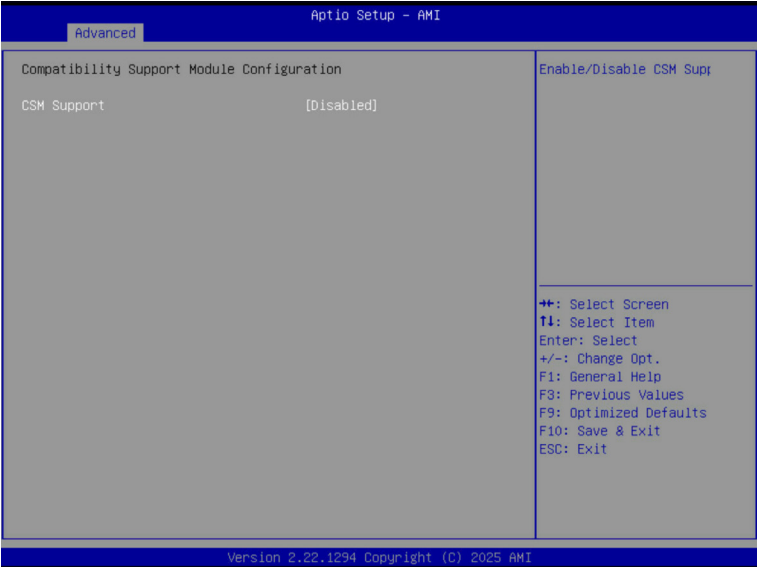 Aptio Setup – AMI
Advanced
Compatibility Support Module Configuration
CSM Support [Disabled]
Enable/Disable CSM Supp
→←: Select Screen
↑↓: Select Item
Enter: Select
+/-: Change Opt.
F1: General Help
F3: Previous Values
F9: Optimized Defaults
F10: Save & Exit
ESC: Exit
Version 2.22.1294 Copyright (C) 2025 AMI